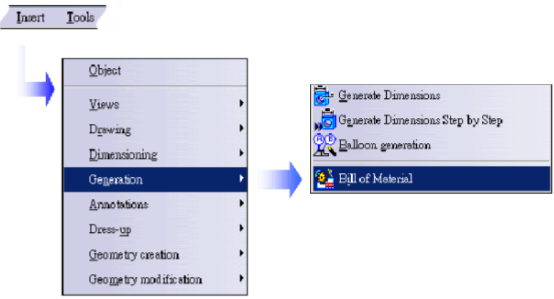 Insert Tools
Object
Views
Drawing
Dimensioning
Generation
Annotations
Dress-up
Geometry creation
Geometry modification
Generate Dimensions
Generate Dimensions Step by Step
Balloon generation
Bill of Material